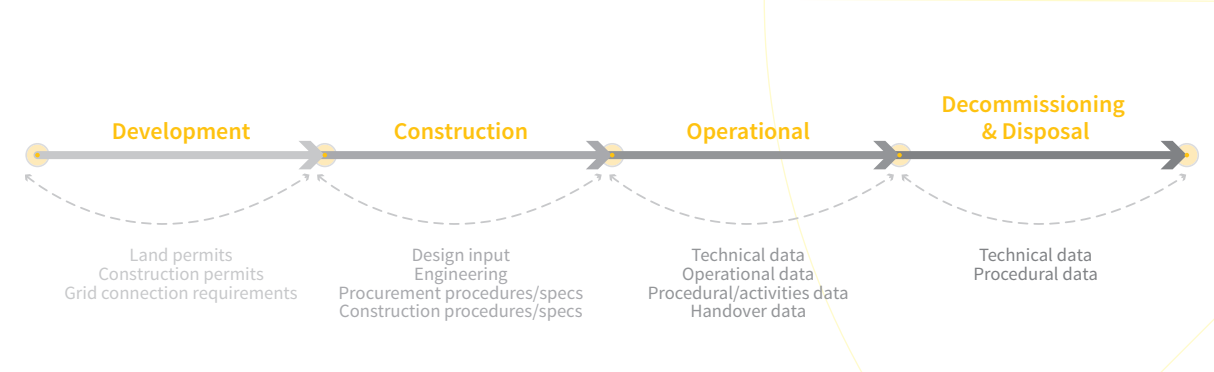 Development
Construction
Operational
Decommissioning
& Disposal
Land permits
Construction permits
Grid connection requirements
Design input
Engineering
Procurement procedures/specs
Construction procedures/specs
Technical data
Operational data
Procedural/activities data
Handover data
Technical data
Procedural data